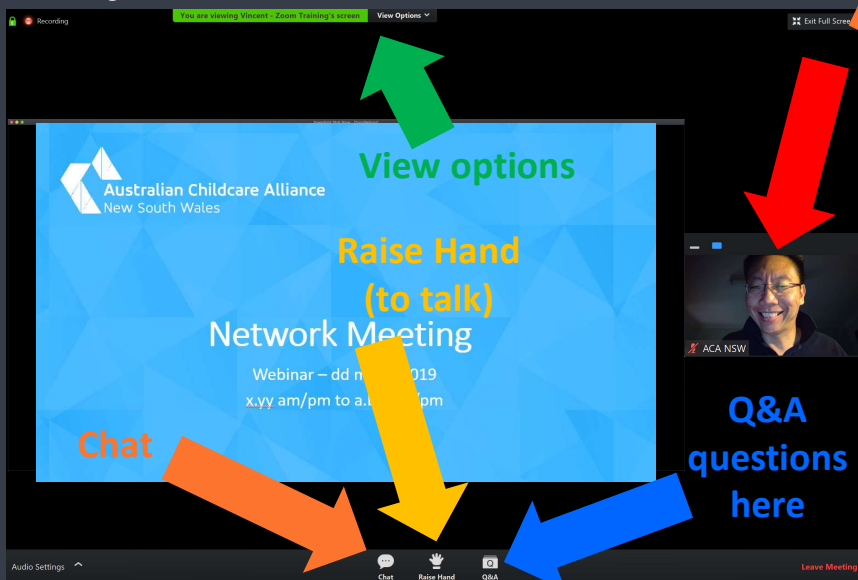 Recording
You are viewing Vincent - Zoom Training's screen
View Options
Exit Full Screen
View options
Australian Childcare Alliance
New South Wales
Raise Hand
(to talk)
Network Meeting
Webinar – dd m 019
x.yy am/pm to a. pm
ACA NSW
Chat
Q&A
questions
here
Audio Settings
Chat
Raise Hand
Q&A
Leave Meeting